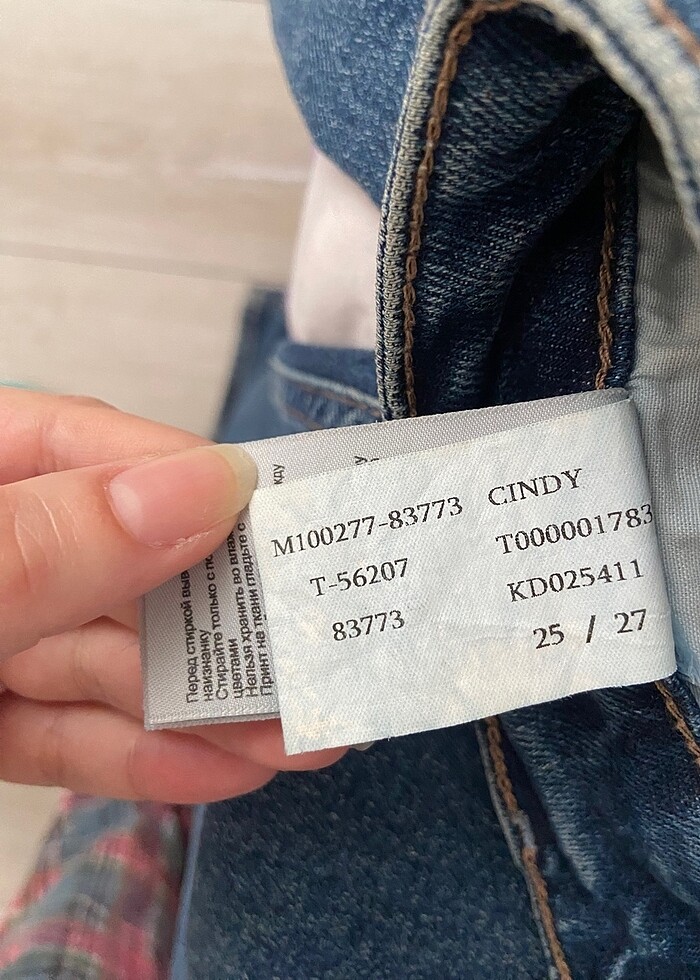 M100277-83773 CINDY
T-56207 T000001783
83773 KD025411
25 / 27
Перед стиркой
наизнанку
Стирайте только с
цветами
Нельзя хранить во
Принт на ткани гладьте с